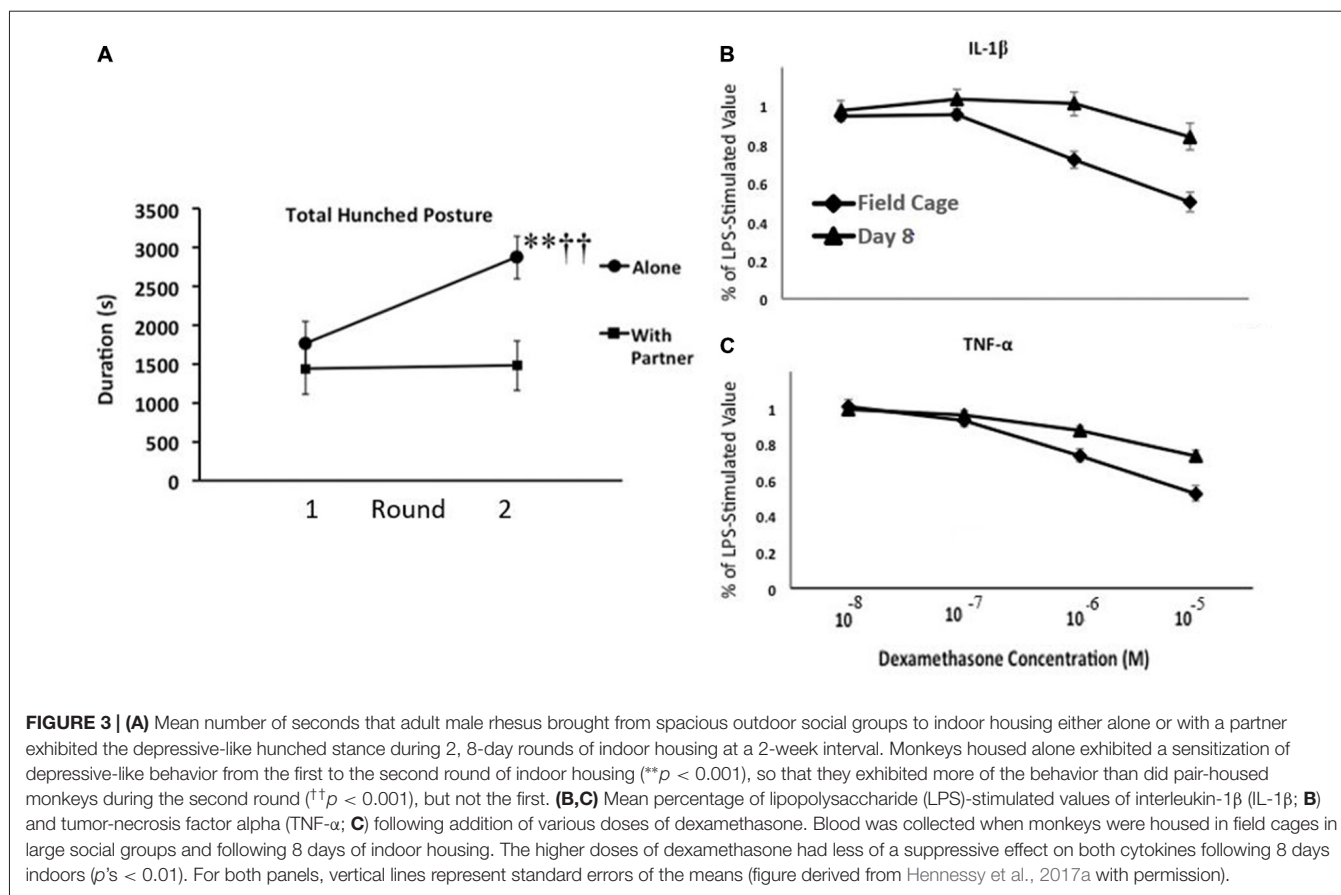 A
Total Hunched Posture
Duration (s)
3500
3000
2500
2000
1500
1000
500
0
**††
Alone
With
Partner
1 Round 2
B
IL-1β
% of LPS-Stimulated Value
1
0.8
0.6
0.4
0.2
0
Field Cage
Day 8
C
TNF-α
% of LPS-Stimulated Value
1
0.8
0.6
0.4
0.2
0
10⁻⁸ 10⁻⁷ 10⁻⁶ 10⁻⁵
Dexamethasone Concentration (M)
FIGURE 3 | (A) Mean number of seconds that adult male rhesus brought from spacious outdoor social groups to indoor housing either alone or with a partner
exhibited the depressive-like hunched stance during 2, 8-day rounds of indoor housing at a 2-week interval. Monkeys housed alone exhibited a sensitization of
depressive-like behavior from the first to the second round of indoor housing (**p < 0.001), so that they exhibited more of the behavior than did pair-housed
monkeys during the second round (††p < 0.001), but not the first. (B,C) Mean percentage of lipopolysaccharide (LPS)-stimulated values of interleukin-1β (IL-1β; B)
and tumor-necrosis factor alpha (TNF-α; C) following addition of various doses of dexamethasone. Blood was collected when monkeys were housed in field cages in
large social groups and following 8 days of indoor housing. The higher doses of dexamethasone had less of a suppressive effect on both cytokines following 8 days
indoors (p's < 0.01). For both panels, vertical lines represent standard errors of the means (figure derived from Hennessy et al., 2017a with permission).